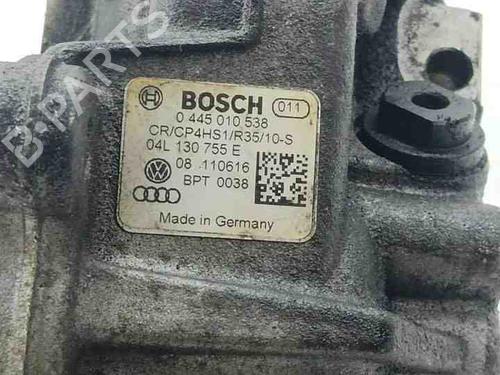 BOSCH 011
0 445 010 538
CR/CP4HS1/R35/10-S
04L 130 755 E
08 .110616
BPT 0038
Made in Germany
B-PARTS